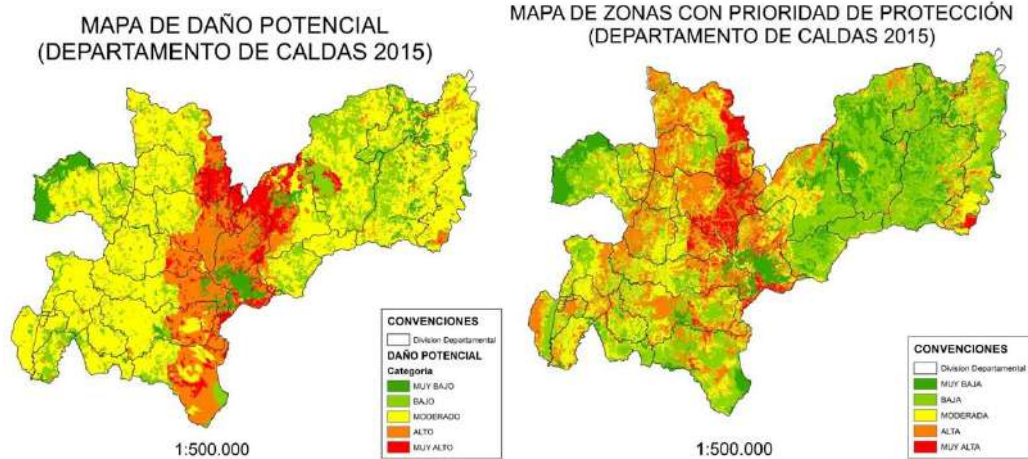 MAPA DE DAÑO POTENCIAL
(DEPARTAMENTO DE CALDAS 2015)
CONVENCIONES
Division Departamental
DAÑO POTENCIAL
Categoria
MUY BAJO
BAJO
MODERADO
ALTO
MUY ALTO
1:500.000
MAPA DE ZONAS CON PRIORIDAD DE PROTECCIÓN
(DEPARTAMENTO DE CALDAS 2015)
CONVENCIONES
Division Departamental
MUY BAJA
BAJA
MODERADA
ALTA
MUY ALTA
1:500.000